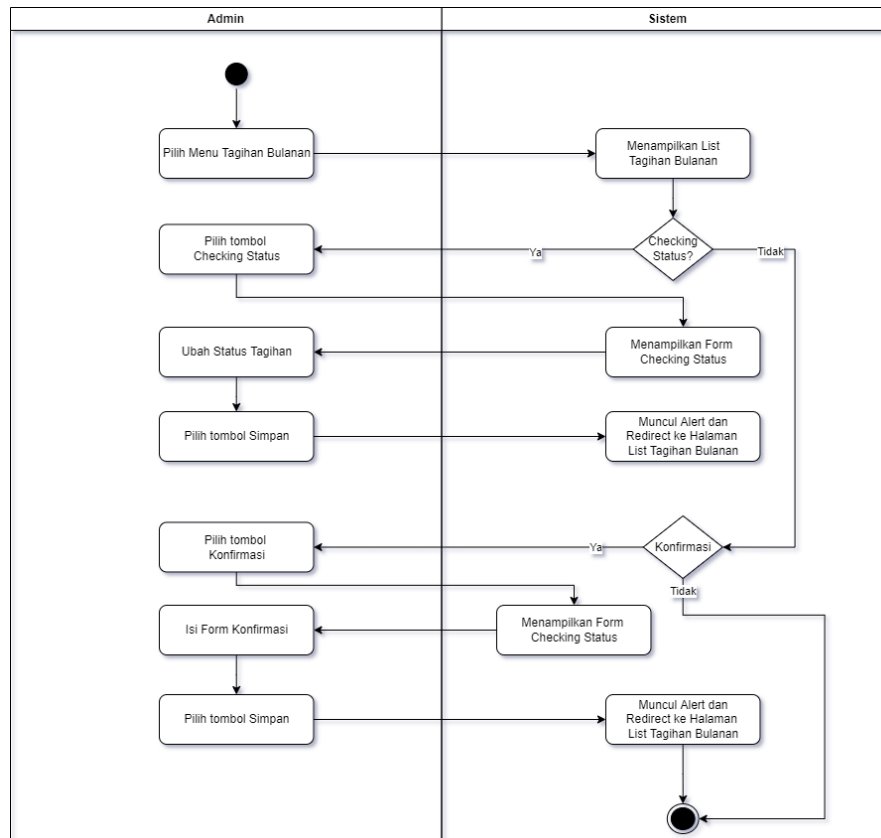 Admin
Sistem
Pilih Menu Tagihan Bulanan
Menampilkan List
Tagihan Bulanan
Pilih tombol
Checking Status
Ya
Checking
Status?
Tidak
Ubah Status Tagihan
Menampilkan Form
Checking Status
Pilih tombol Simpan
Muncul Alert dan
Redirect ke Halaman
List Tagihan Bulanan
Pilih tombol
Konfirmasi
Ya
Konfirmasi
Tidak
Isi Form Konfirmasi
Menampilkan Form
Checking Status
Pilih tombol Simpan
Muncul Alert dan
Redirect ke Halaman
List Tagihan Bulanan